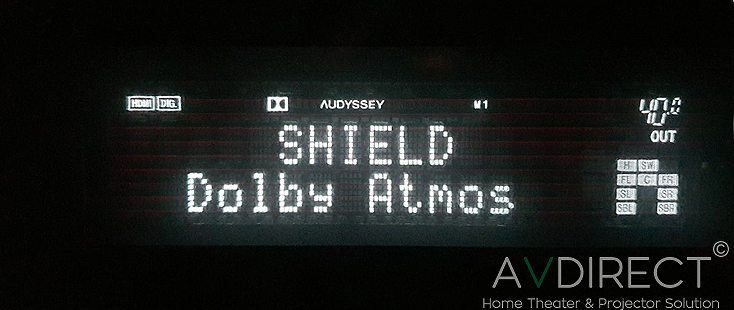 HDMI DIG. AUDYSSEY M1 40.0
OUT
SHIELD
Dolby Atmos
H SW
FL C FR
SL SR
SBL SBR
AVDIRECT©
Home Theater & Projector Solution